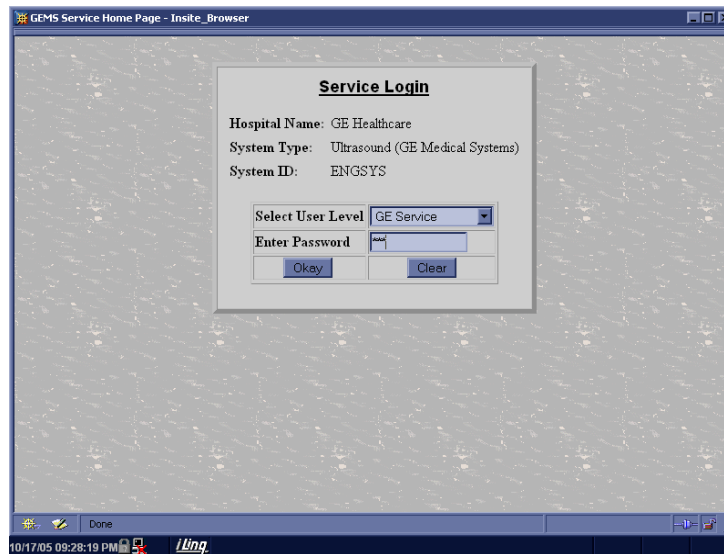 GEMS Service Home Page - Insite_Browser
Service Login
Hospital Name: GE Healthcare
System Type: Ultrasound (GE Medical Systems)
System ID: ENGSYS
Select User Level GE Service
Enter Password ***
Okay Clear
Done
10/17/05 09:28:19 PM iLinq